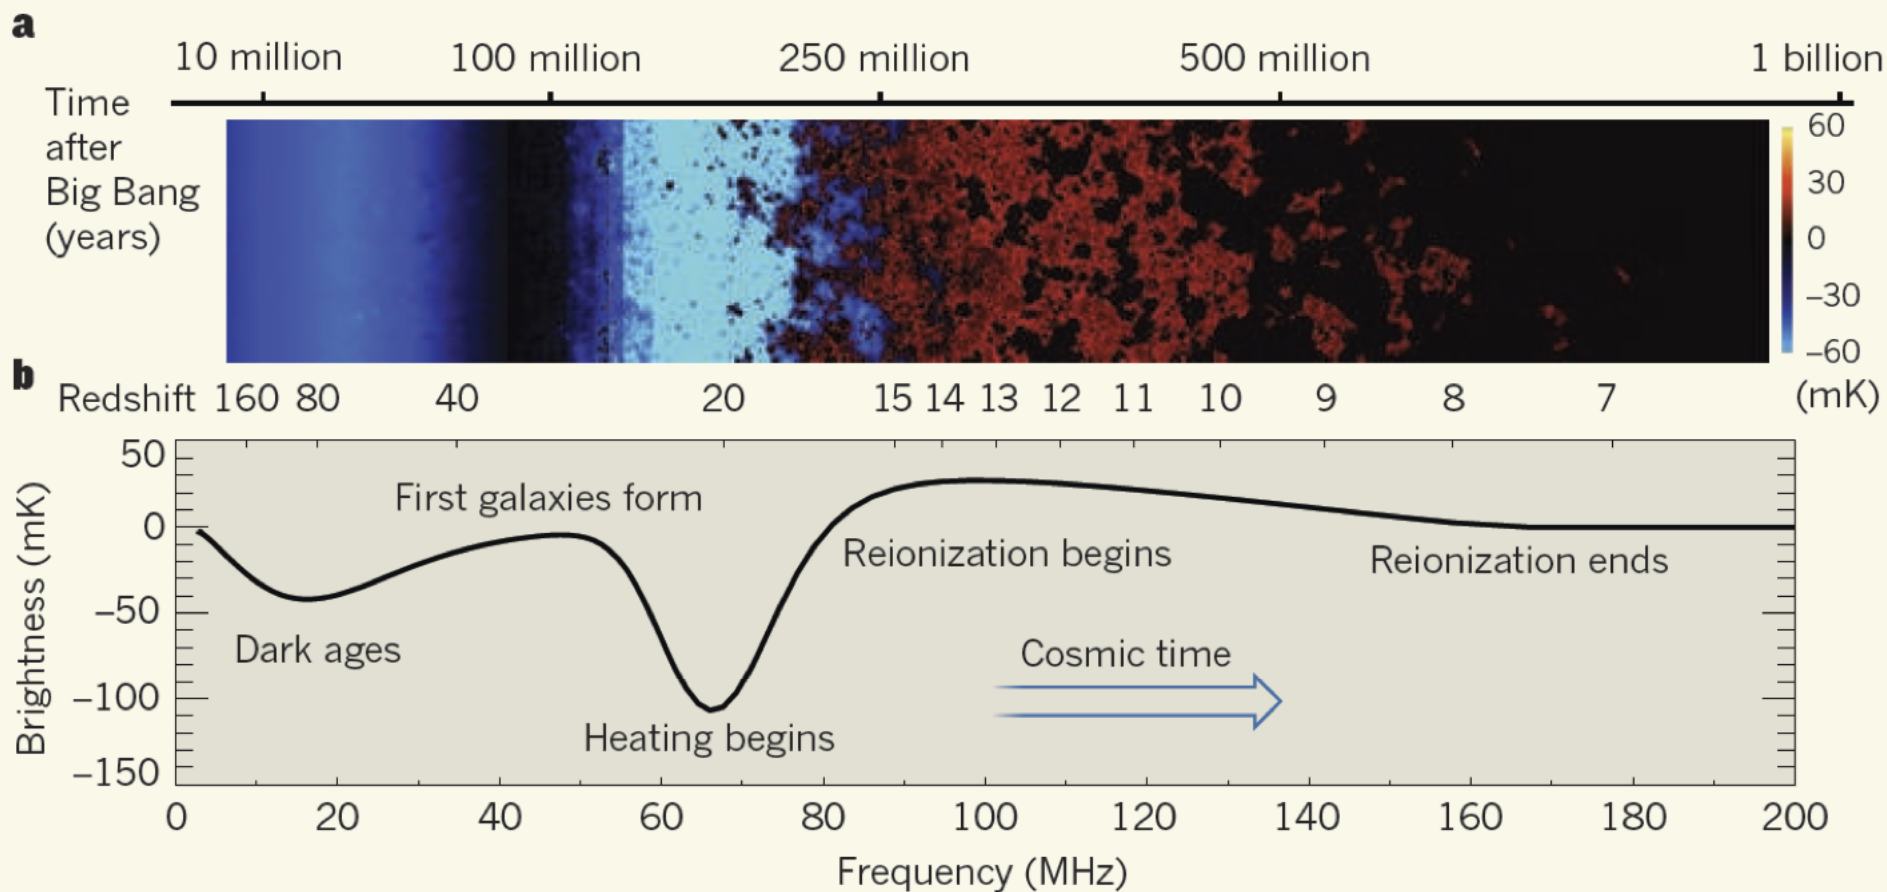 a
10 million 100 million 250 million 500 million 1 billion
Time
after
Big Bang
(years)
60
30
0
–30
–60
(mK)
b
Redshift 160 80 40 20 15 14 13 12 11 10 9 8 7
Brightness (mK)
50
0
–50
–100
–150
First galaxies form
Reionization begins
Reionization ends
Dark ages
Cosmic time
Heating begins
0 20 40 60 80 100 120 140 160 180 200
Frequency (MHz)